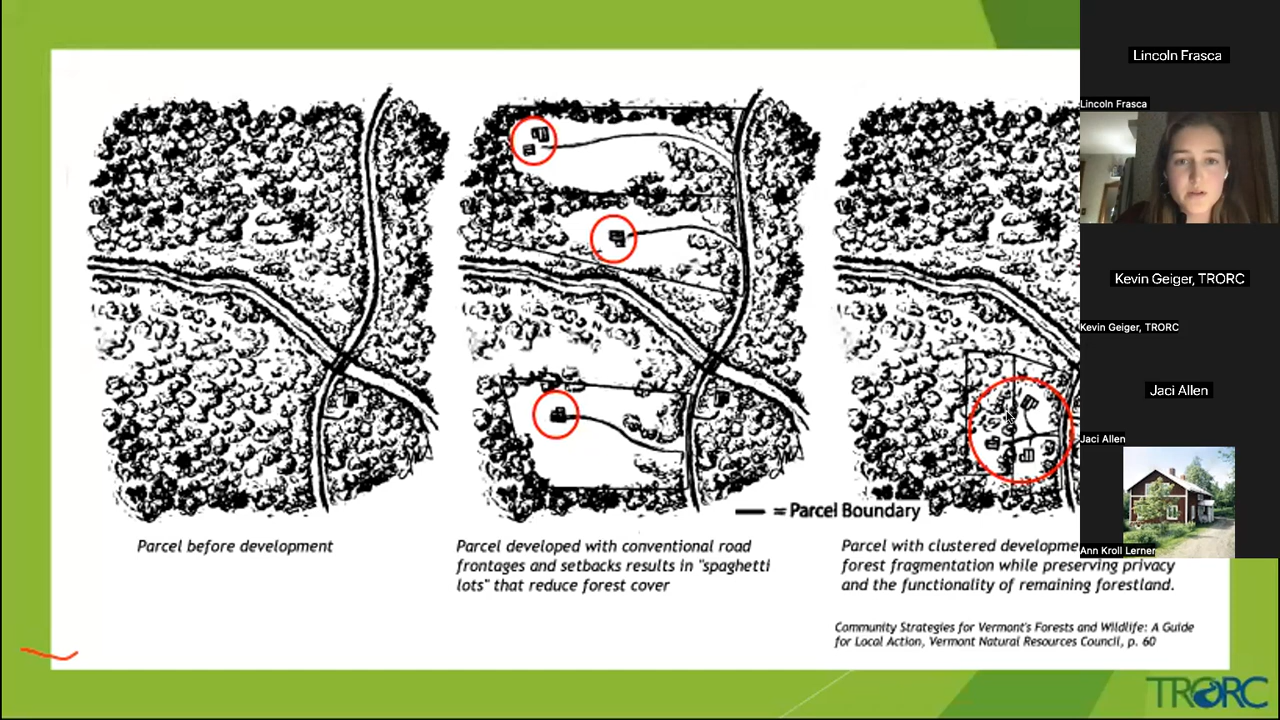 = Parcel Boundary
Parcel before development
Parcel developed with conventional road
frontages and setbacks results in "spaghetti
lots" that reduce forest cover
Parcel with clustered
forest fragmentation while preserving privacy
and the functionality of remaining forestland.
Community Strategies for Vermont's Forests and Wildlife: A Guide
for Local Action, Vermont Natural Resources Council, p. 60
TRORC
Lincoln Frasca
Lincoln Frasca
Kevin Geiger, TRORC
Kevin Geiger, TRORC
Jaci Allen
Jaci Allen
Ann Kroll Lerner